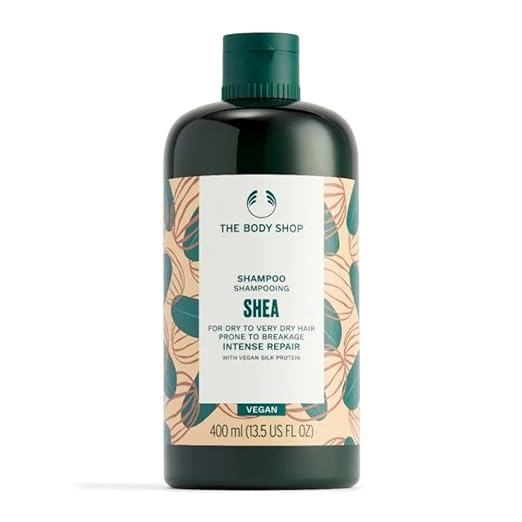 THE BODY SHOP
SHAMPOO
SHAMPOOING
SHEA
FOR DRY TO VERY DRY HAIR
PRONE TO BREAKAGE
INTENSE REPAIR
WITH VEGAN SILK PROTEIN
VEGAN
400 ml (13.5 US FL OZ)